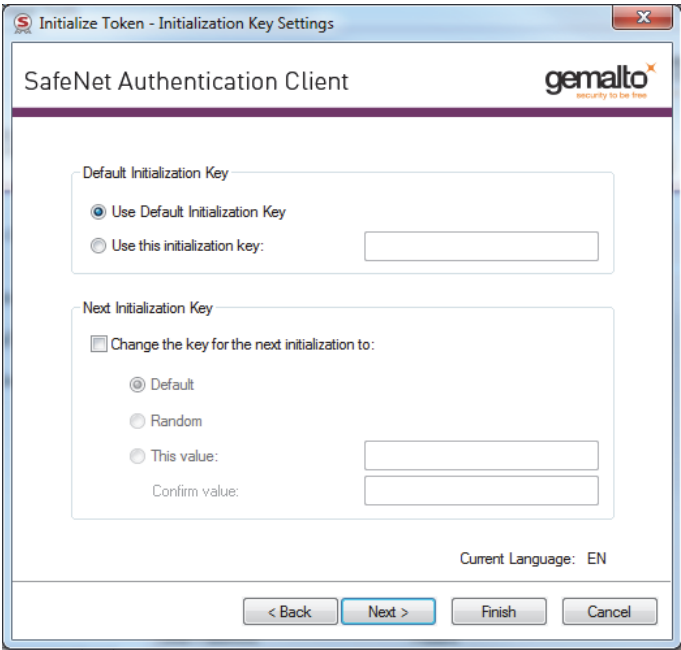 Initialize Token - Initialization Key Settings
SafeNet Authentication Client
gemalto
security to be free
Default Initialization Key
Use Default Initialization Key
Use this initialization key:
Next Initialization Key
Change the key for the next initialization to:
Default
Random
This value:
Confirm value:
Current Language: EN
< Back Next > Finish Cancel